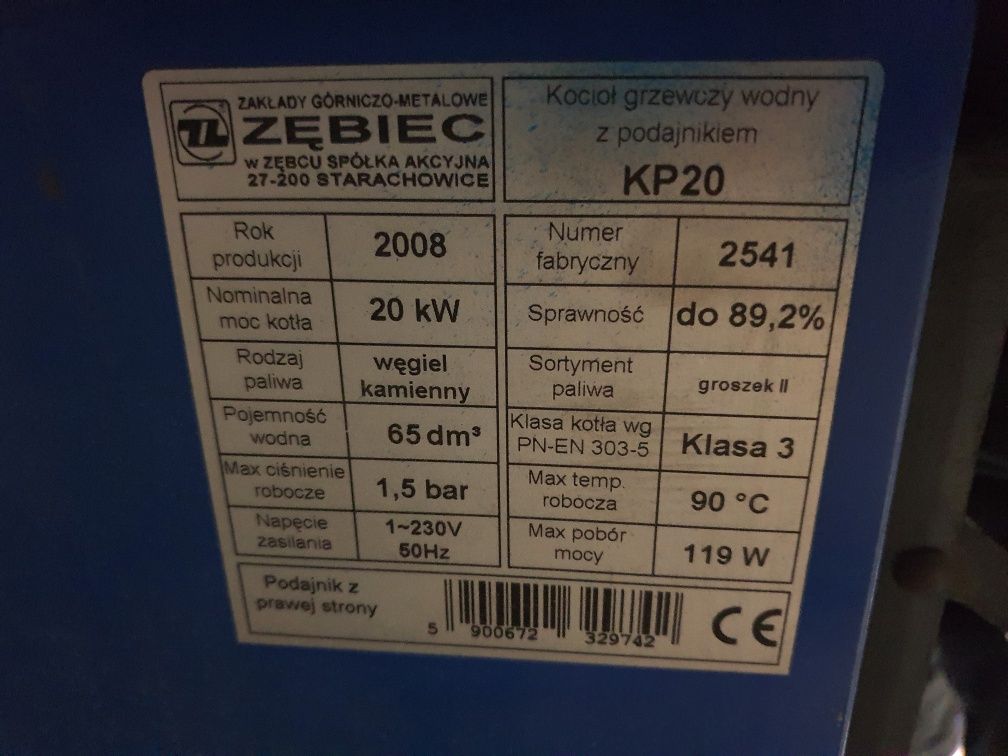 ZAKŁADY GÓRNICZO-METALOWE
ZĘBIEC
w ZĘBCU SPÓŁKA AKCYJNA
27-200 STARACHOWICE
Kocioł grzewczy wodny
z podajnikiem
KP20
Rok
produkcji
2008
Numer
fabryczny
2541
Nominalna
moc kotła
20 kW
Sprawność
do 89,2%
Rodzaj
paliwa
węgiel
kamienny
Sortyment
paliwa
groszek II
Pojemność
wodna
65 dm³
Klasa kotła wg
PN-EN 303-5
Klasa 3
Max ciśnienie
robocze
1,5 bar
Max temp.
robocza
90 °C
Napęcie
zasilania
1~230V
50Hz
Max pobór
mocy
119 W
Podajnik z
prawej strony
5 900672 329742
CE